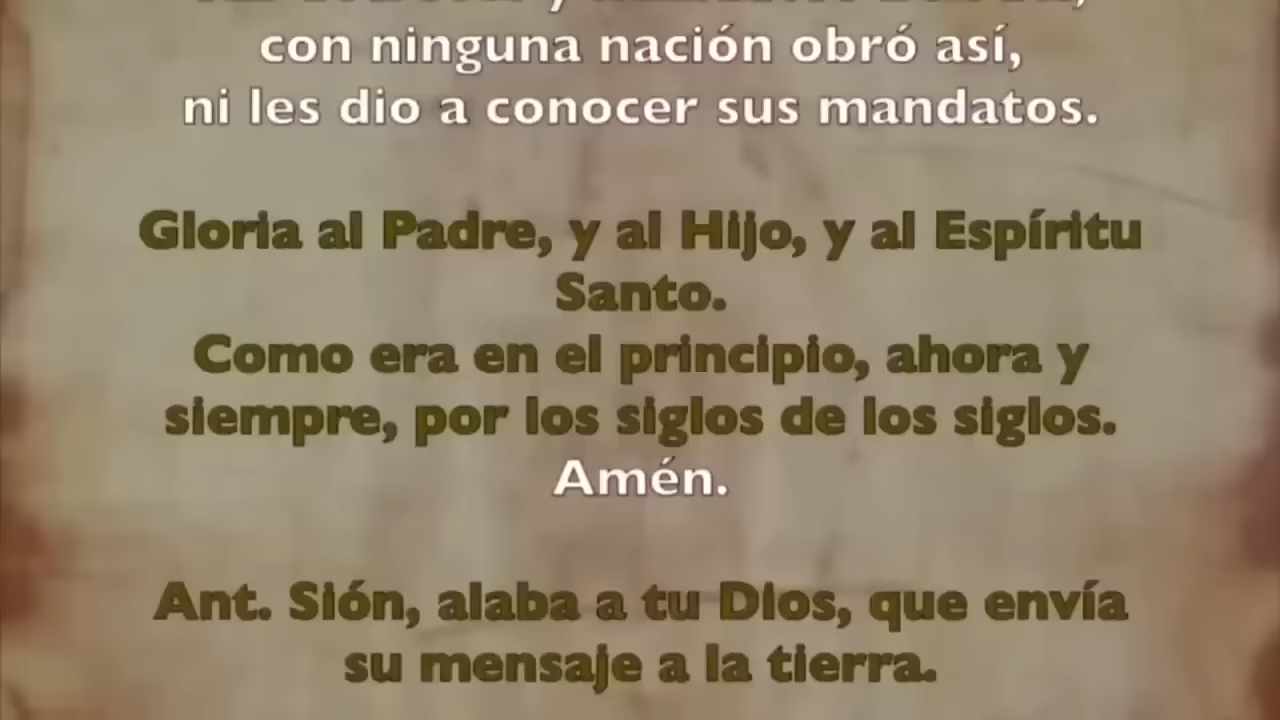 con ninguna nación obró así,
ni les dio a conocer sus mandatos.
Gloria al Padre, y al Hijo, y al Espíritu
Santo.
Como era en el principio, ahora y
siempre, por los siglos de los siglos.
Amén.
Ant. Sión, alaba a tu Dios, que envía
su mensaje a la tierra.